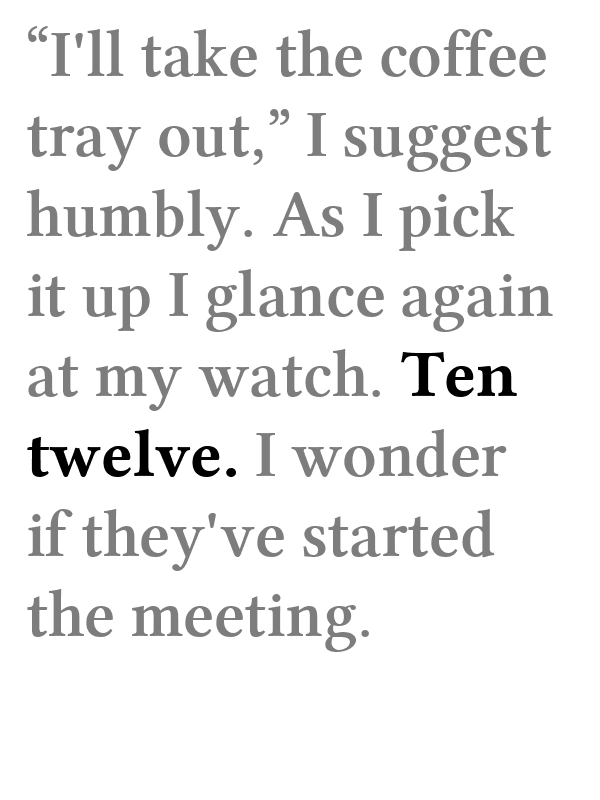 “I'll take the coffee
tray out,” I suggest
humbly. As I pick
it up I glance again
at my watch. Ten
twelve. I wonder
if they've started
the meeting.